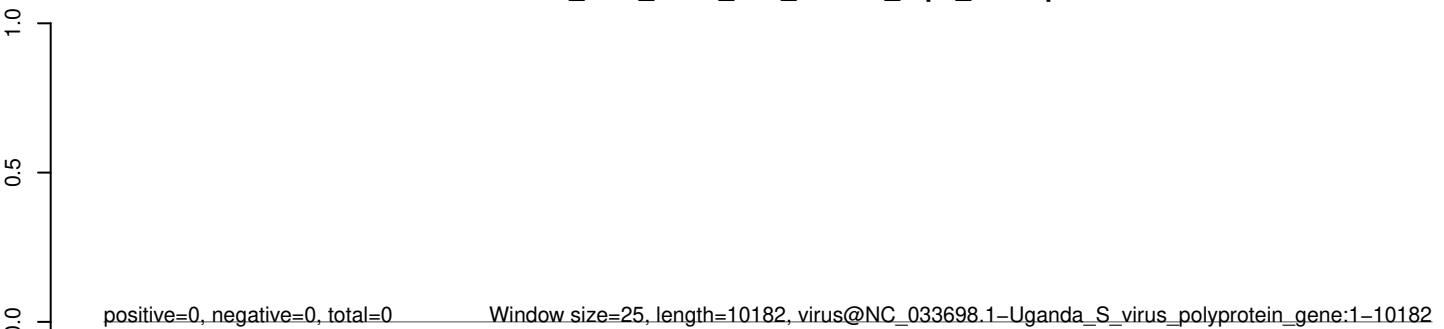 1.0
0.5
0.0
positive=0, negative=0, total=0 Window size=25, length=10182, virus@NC_033698.1−Uganda_S_virus_polyprotein_gene:1−10182